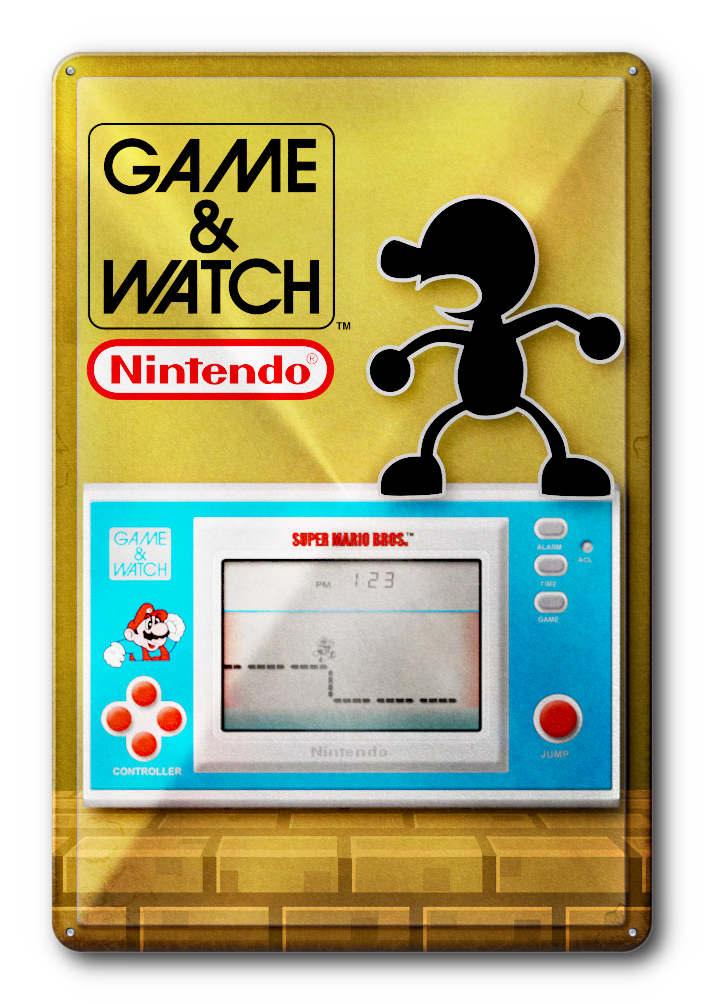 GAME
&
WATCH
TM
Nintendo®
GAME
&
WATCH
SUPER MARIO BROS.™
PM 1:23
Nintendo
ALARM
ACL
TIME
GAME
CONTROLLER
JUMP